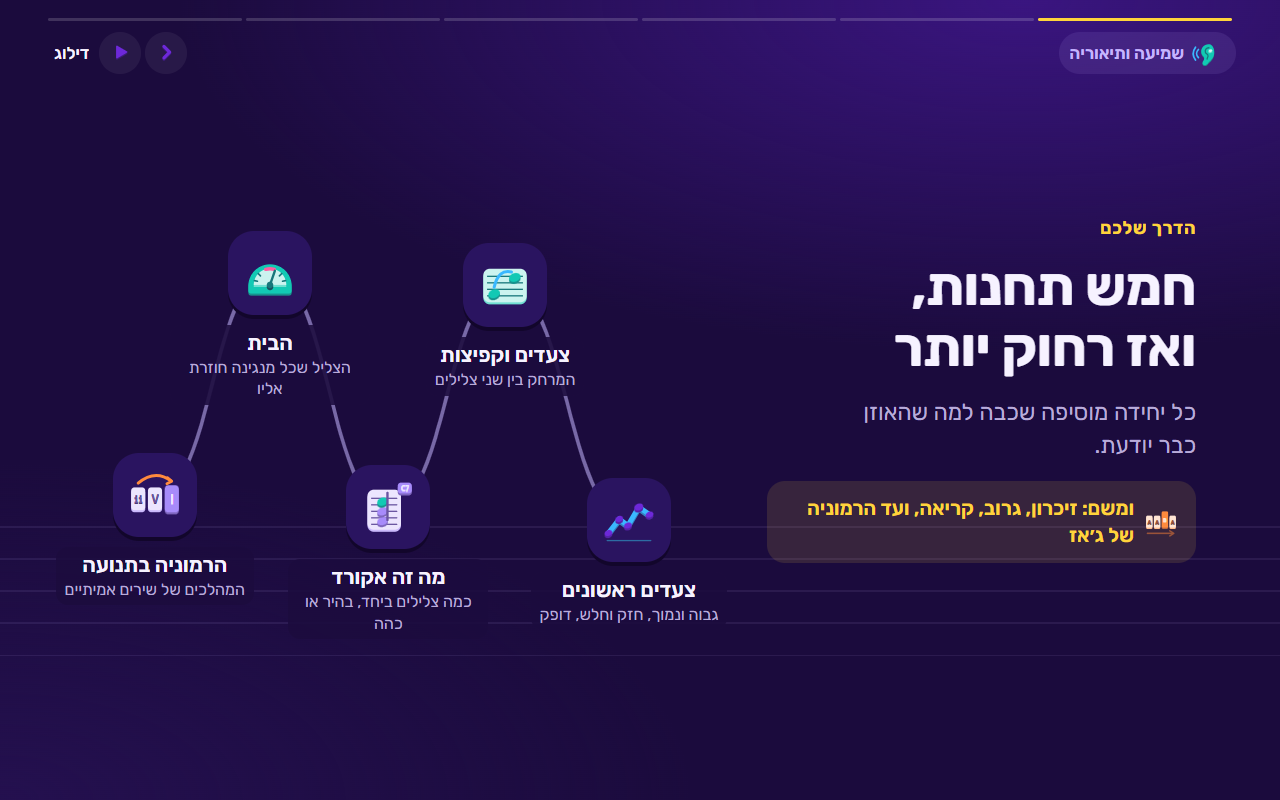 שמיעה ותיאוריה
דילוג
הדרך שלכם
חמש תחנות,
ואז רחוק יותר
כל יחידה מוסיפה שכבה למה שהאוזן
כבר יודעת.
ומשם: זיכרון, גרוב, קריאה, ועד הרמוניה
של ג'אז
צעדים ראשונים
גבוה ונמוך, חזק וחלש, דופק
צעדים וקפיצות
המרחק בין שני צלילים
מה זה אקורד
כמה צלילים ביחד, בהיר או
כהה
הבית
הצליל שכל מנגינה חוזרת
אליו
הרמוניה בתנועה
המהלכים של שירים אמיתיים
ii V I